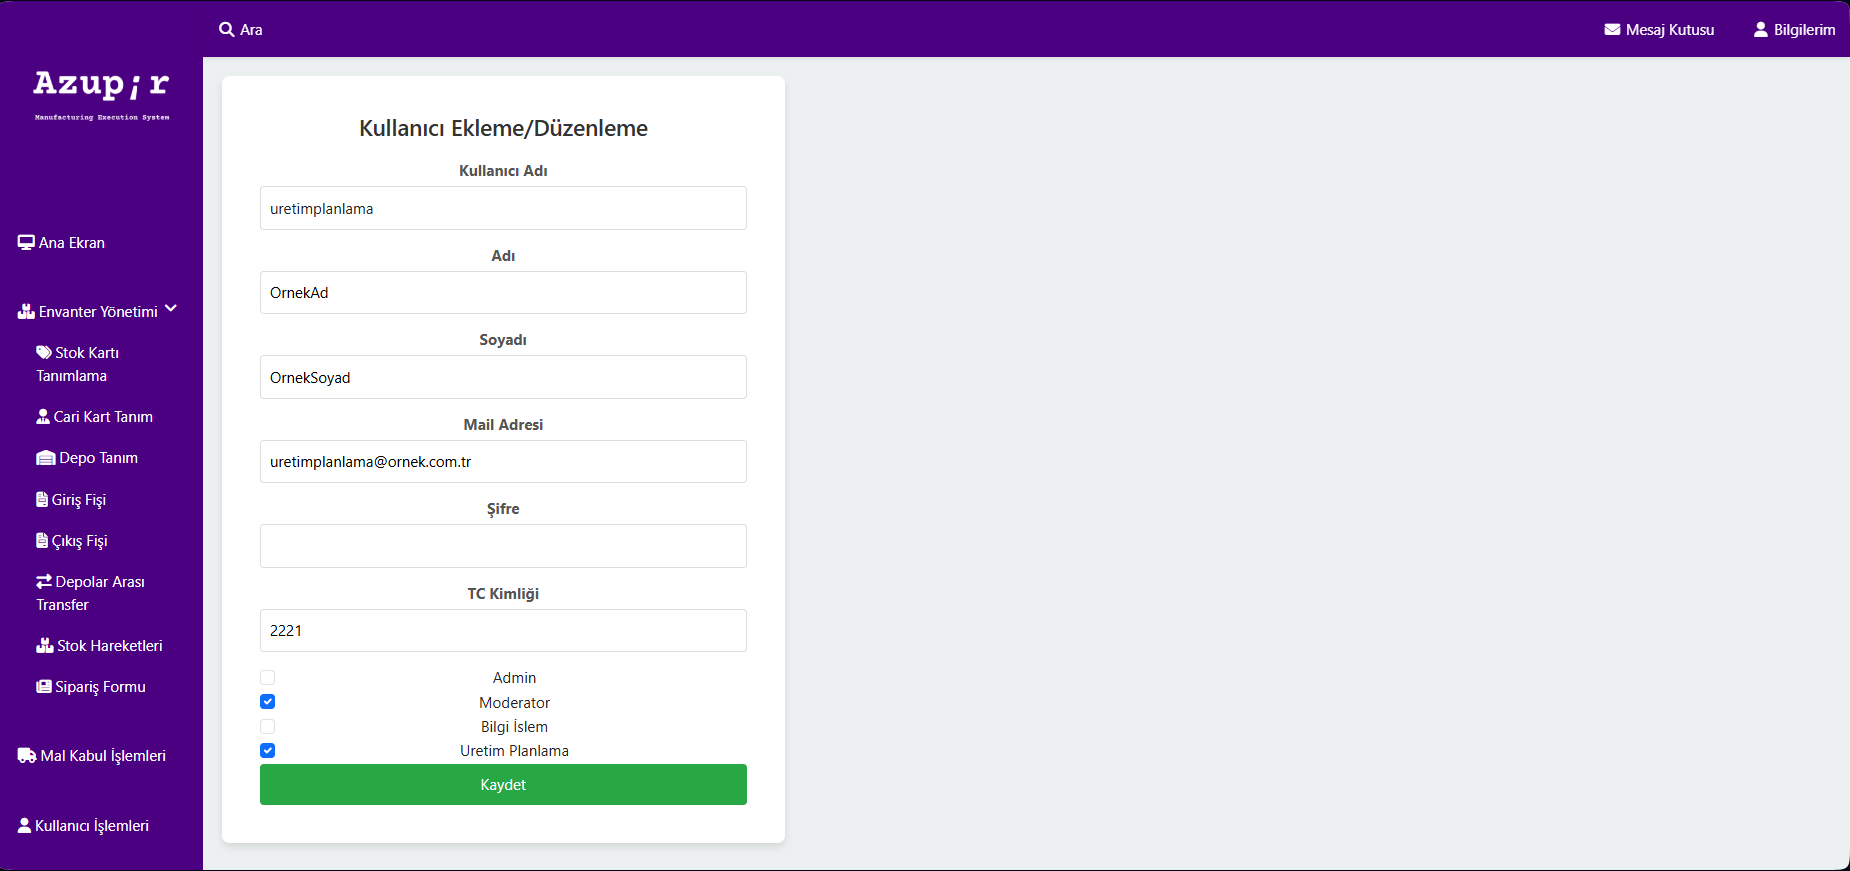 Ara
Mesaj Kutusu
Bilgilerim
Azup¡r
Manufacturing Execution System
Ana Ekran
Envanter Yönetimi
Stok Kartı
Tanımlama
Cari Kart Tanım
Depo Tanım
Giriş Fişi
Çıkış Fişi
Depolar Arası
Transfer
Stok Hareketleri
Sipariş Formu
Mal Kabul İşlemleri
Kullanıcı İşlemleri
Kullanıcı Ekleme/Düzenleme
Kullanıcı Adı
uretimplanlama
Adı
OrnekAd
Soyadı
OrnekSoyad
Mail Adresi
uretimplanlama@ornek.com.tr
Şifre
TC Kimliği
2221
Admin
Moderator
Bilgi İslem
Uretim Planlama
Kaydet